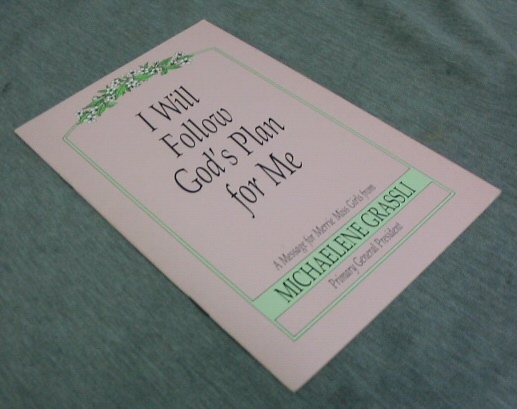 I Will
Follow
God's Plan
for Me
A Message for Merrie Miss Girls from
MICHAELENE GRASSLI
Primary General President